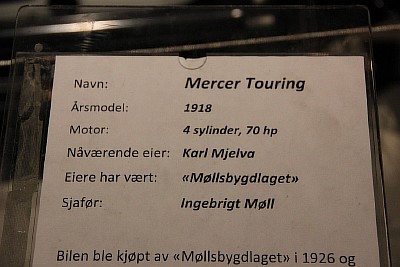 Navn: Mercer Touring
Årsmodel: 1918
Motor: 4 sylinder, 70 hp
Nåværende eier: Karl Mjelva
Eiere har vært: «Møllsbygdlaget»
Sjafør: Ingebrigt Møll
Bilen ble kjøpt av «Møllsbygdlaget» i 1926 og